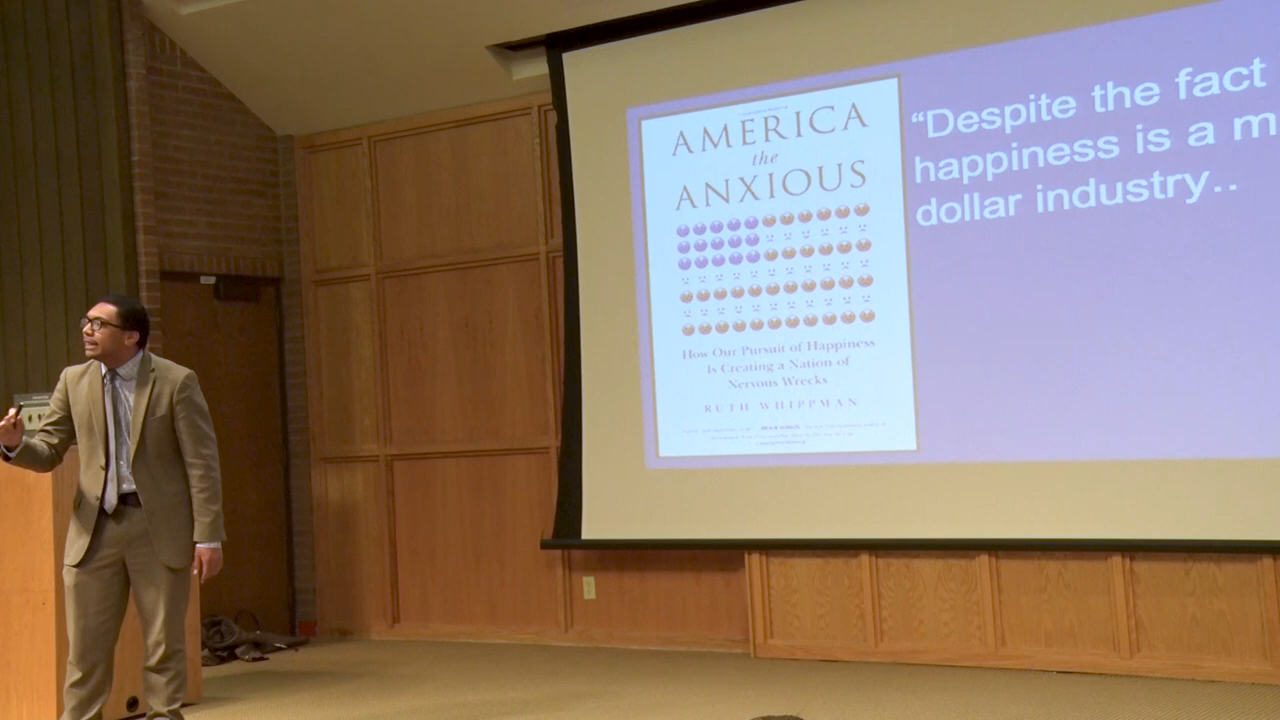 AMERICA
the
ANXIOUS
How Our Pursuit of Happiness
Is Creating a Nation of
Nervous Wrecks
RUTH WHIPPMAN
“Despite the fact
happiness is a m
dollar industry..